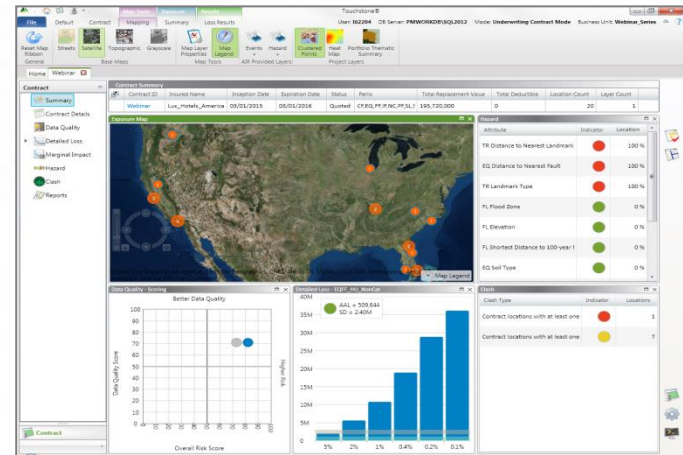 Touchstone®
Map Tools Exposure Results
File Default Contract Mapping Summary Loss Results
User: I62204 DB Server: PMWORKDB\SQL2012 Mode: Underwriting Contract Mode Business Unit: Webinar_Series
Reset Map Ribbon
Streets Satellite Topographic Grayscale
Map Layer Properties Map Legend
Events Hazard
Clustered Points Heat Map Portfolio Thematic Summary
General Base Maps Map Tools AIR Provided Layers Project Layers
Home Webinar
Contract
Summary
Contract Details
Data Quality
Detailed Loss
Marginal Impact
Hazard
Clash
Reports
Contract
Contract Summary
Contract ID Insured Name Inception Date Expiration Date Status Perils Total Replacement Value Total Deductible Location Count Layer Count
Webinar Lux_Hotels_America 03/01/2015 03/01/2016 Quoted 195,720,000 0 20 1
Exposure Map
Map Legend
Hazard
Attribute Indicator Location
TR Distance to Nearest Landmark 100 %
EQ Distance to Nearest Fault 100 %
TR Landmark Type 100 %
FL Flood Zone 0 %
FL Elevation 0 %
FL Shortest Distance to 100-year 0 %
EQ Soil Type 0 %
Data Quality - Scoring
Better Data Quality
Data Quality Score
100
90
80
70
60
50
40
30
20
10
0
Overall Risk Score
Higher Risk
Detailed Loss - EQFF_HU_NonCat
AAL = 509,644
SD = 2.40M
40M
35M
30M
25M
20M
15M
10M
5M
0
5% 2% 1% 0.4% 0.2% 0.1%
Clash
Clash Type Indicator Locations
Contract locations with at least one 1
Contract locations with at least one 7